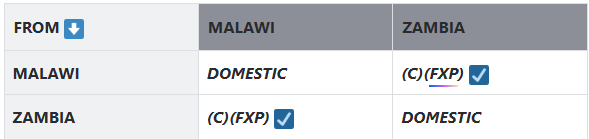 FROM ⬇ MALAWI ZAMBIA
MALAWI DOMESTIC (C)(FXP) ☑
ZAMBIA (C)(FXP) ☑ DOMESTIC